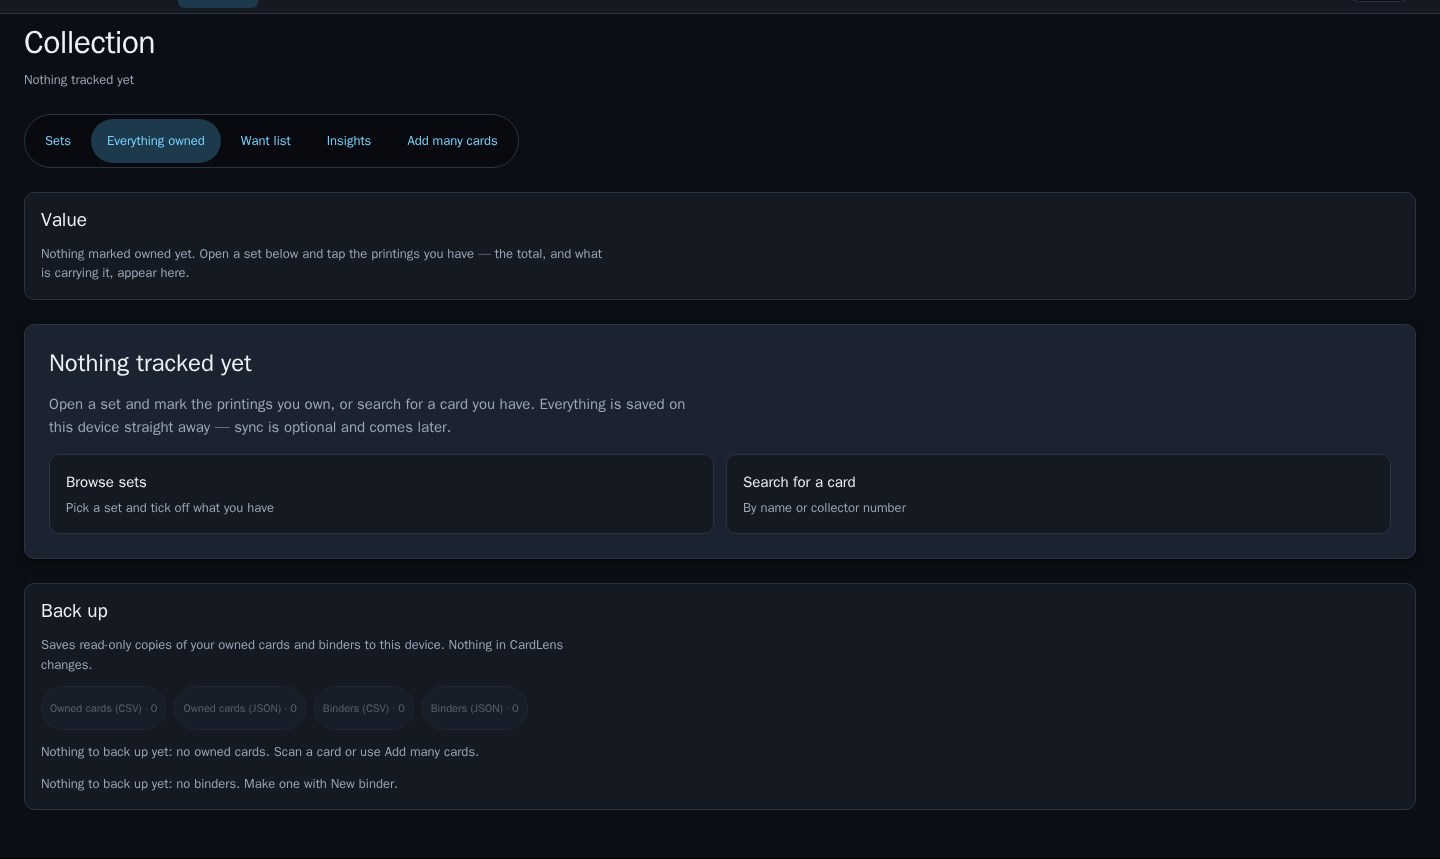 Collection
Nothing tracked yet
Sets
Everything owned
Want list
Insights
Add many cards
Value
Nothing marked owned yet. Open a set below and tap the printings you have — the total, and what
is carrying it, appear here.
Nothing tracked yet
Open a set and mark the printings you own, or search for a card you have. Everything is saved on
this device straight away — sync is optional and comes later.
Browse sets
Pick a set and tick off what you have
Search for a card
By name or collector number
Back up
Saves read-only copies of your owned cards and binders to this device. Nothing in CardLens
changes.
Owned cards (CSV) · 0
Owned cards (JSON) · 0
Binders (CSV) · 0
Binders (JSON) · 0
Nothing to back up yet: no owned cards. Scan a card or use Add many cards.
Nothing to back up yet: no binders. Make one with New binder.